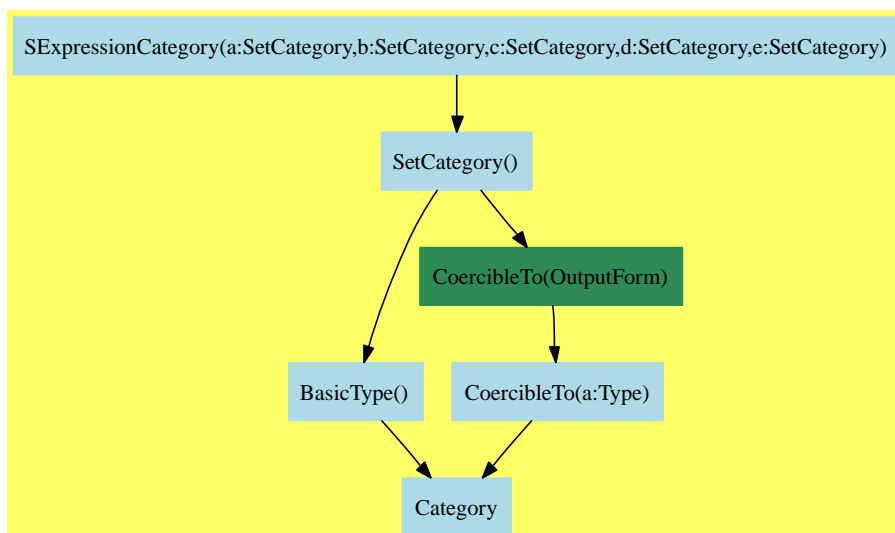 SExpressionCategory(a:SetCategory,b:SetCategory,c:SetCategory,d:SetCategory,e:SetCategory)
SetCategory()
CoercibleTo(OutputForm)
BasicType()
CoercibleTo(a:Type)
Category